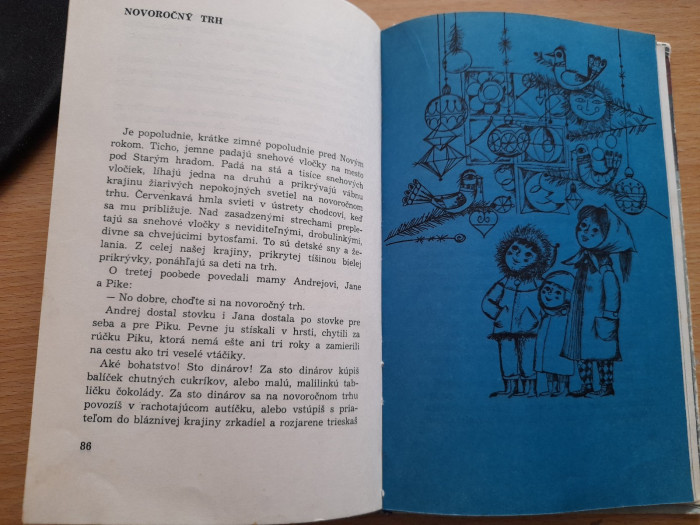 NOVOROČNÝ TRH
Je popoludnie, krátke zimné popoludnie pred Novým
rokom. Ticho, jemne padajú snehové vločky na mesto
pod Starým hradom. Padá na stá a tisíce snehových
vločiek, líhajú jedna na druhú a prikrývajú vábnu
krajinu žiarivých nepokojných svetiel na novoročnom
trhu. Červenkavá hmla svieti v ústrety chodcovi, keď
sa mu približuje. Nad zasadzenými strechami preple-
tajú sa snehové vločky s neviditeľnými, drobulinkými,
divne sa chvejúcimi bytosťami. To sú detské sny a že-
lania. Z celej našej krajiny, prikrytej tíšinou bielej
prikrývky, ponáhľajú sa deti na trh.
O tretej poobede povedali mamy Andrejovi, Jane
a Pike:
— No dobre, choďte si na novoročný trh.
Andrej dostal stovku i Jana dostala po stovke pre
seba a pre Piku. Pevne ju stískali v hrsti, chytili za
rúčku Piku, ktorá nemá ešte ani tri roky a zamierili
na cestu ako tri veselé vtáčiky.
Aké bohatstvo! Sto dinárov! Za sto dinárov kúpiš
balíček chutných cukríkov, alebo malú, malilinkú tab-
ličku čokolády. Za sto dinárov sa na novoročnom trhu
povozíš v rachotajúcom autíčku, alebo vstúpiš s pria-
teľom do bláznivej krajiny zrkadiel a rozjarene trieskaš
86